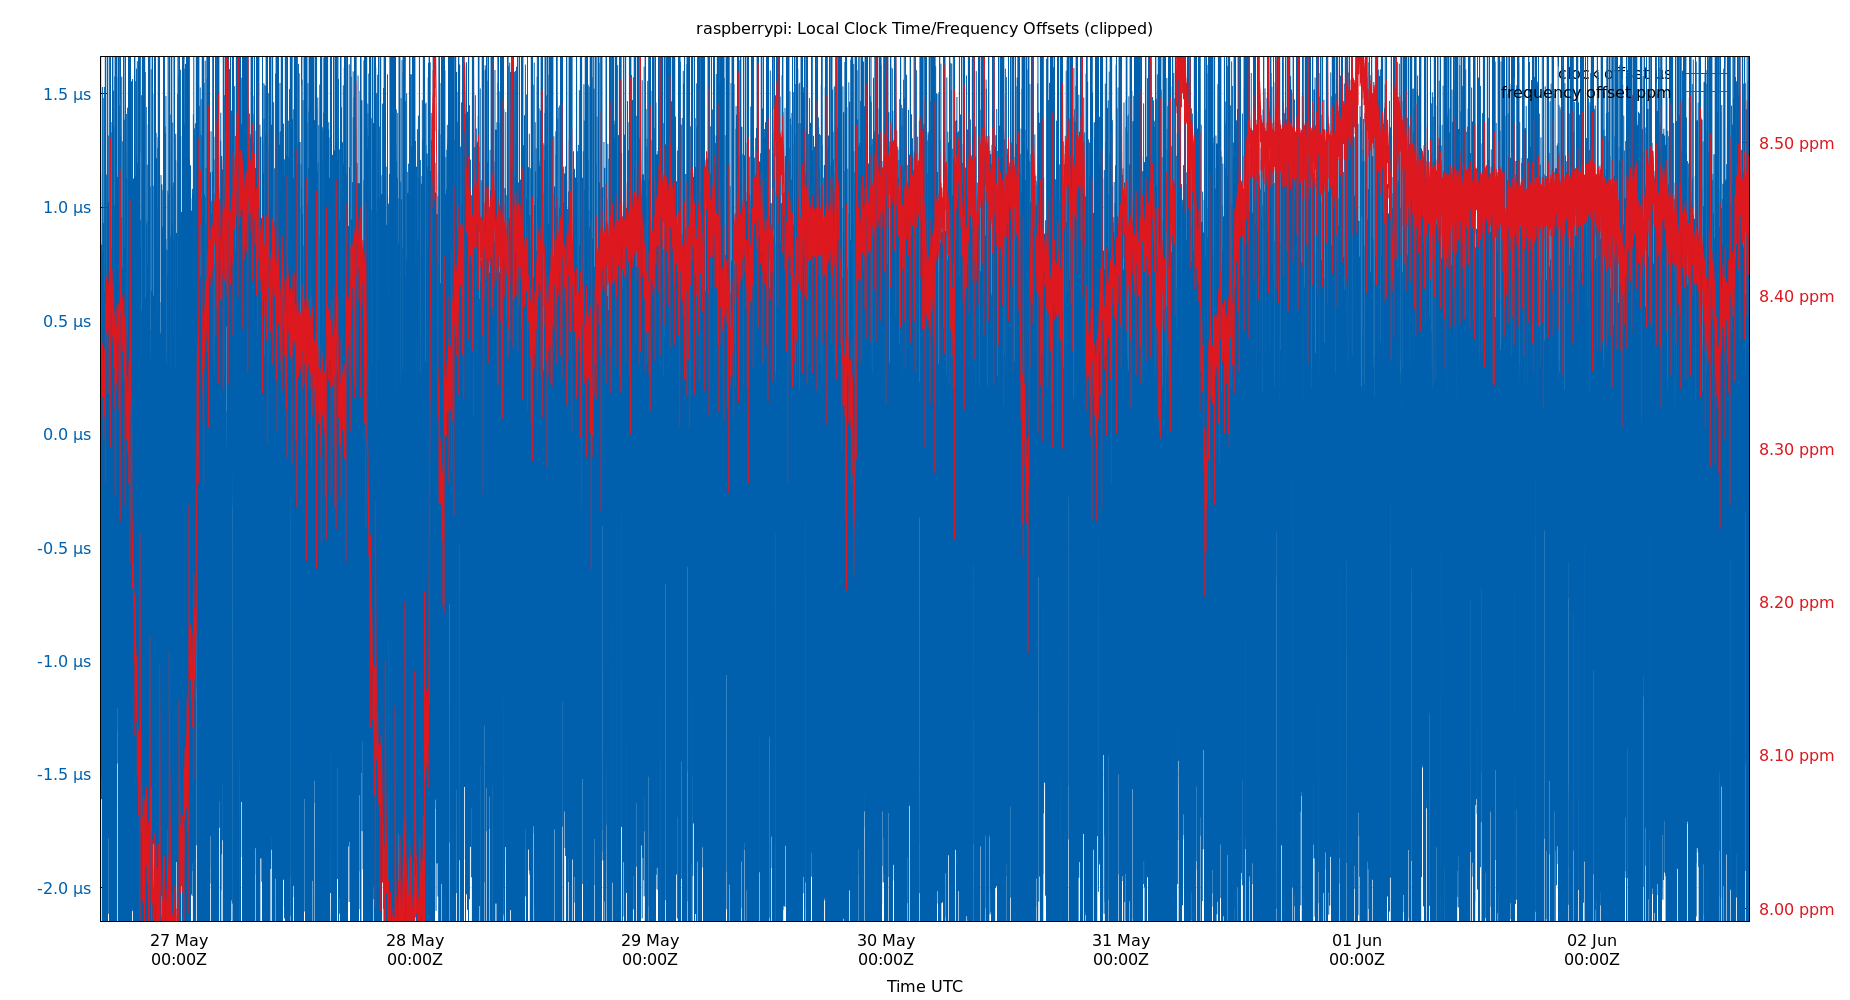 raspberrypi: Local Clock Time/Frequency Offsets (clipped)
clock offset µs
frequency offset ppm
1.5 µs
1.0 µs
0.5 µs
0.0 µs
-0.5 µs
-1.0 µs
-1.5 µs
-2.0 µs
8.50 ppm
8.40 ppm
8.30 ppm
8.20 ppm
8.10 ppm
8.00 ppm
27 May 28 May 29 May 30 May 31 May 01 Jun 02 Jun
00:00Z 00:00Z 00:00Z 00:00Z 00:00Z 00:00Z 00:00Z
Time UTC